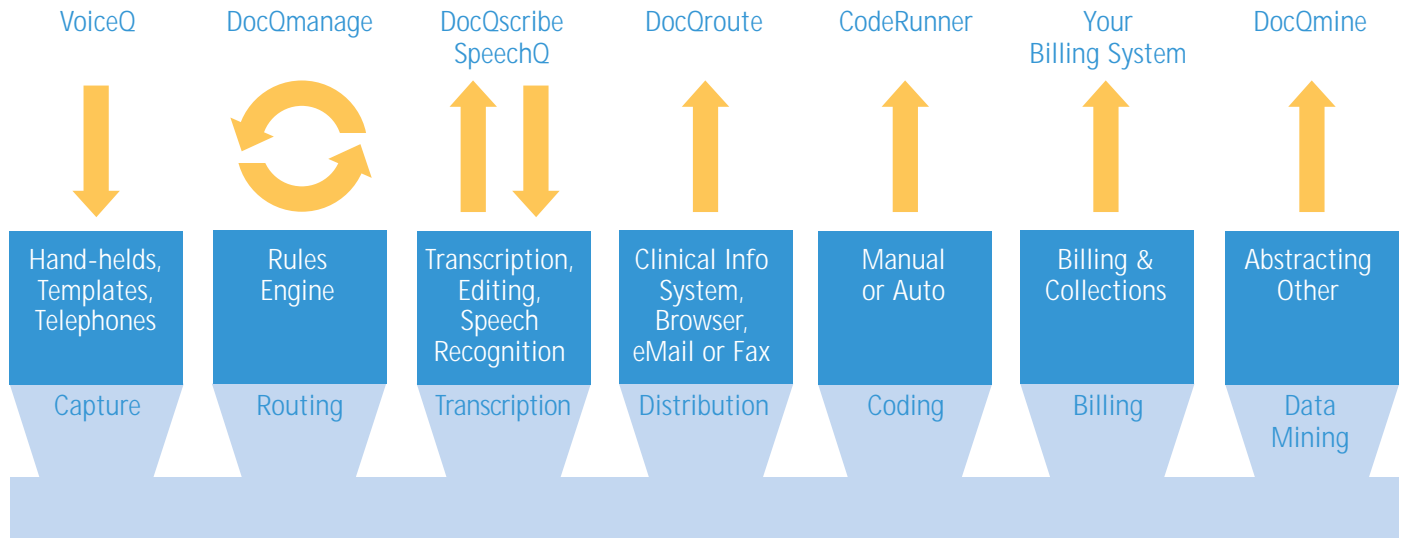 VoiceQ
DocQmanage
DocQscribe
SpeechQ
DocQroute
CodeRunner
Your
Billing System
DocQmine
Hand-helds,
Templates,
Telephones
Rules
Engine
Transcription,
Editing,
Speech
Recognition
Clinical Info
System,
Browser,
eMail or Fax
Manual
or Auto
Billing &
Collections
Abstracting
Other
Capture
Routing
Transcription
Distribution
Coding
Billing
Data
Mining